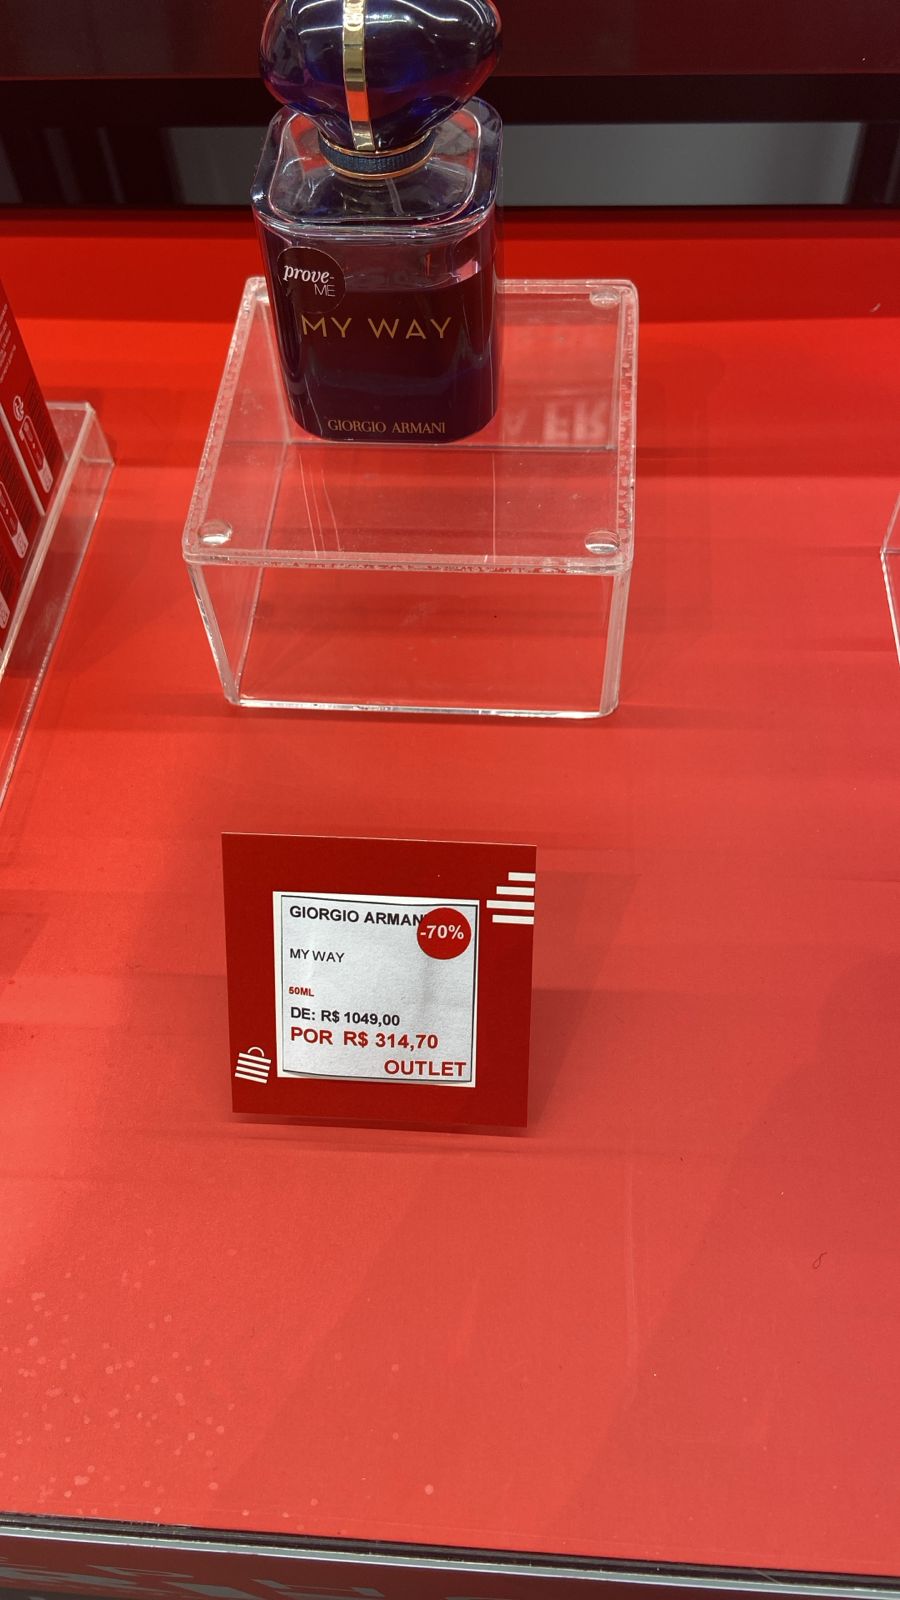 prove-
ME
MY WAY
GIORGIO ARMANI
GIORGIO ARMANI
-70%
MY WAY
50ML
DE: R$ 1049,00
POR R$ 314,70
OUTLET